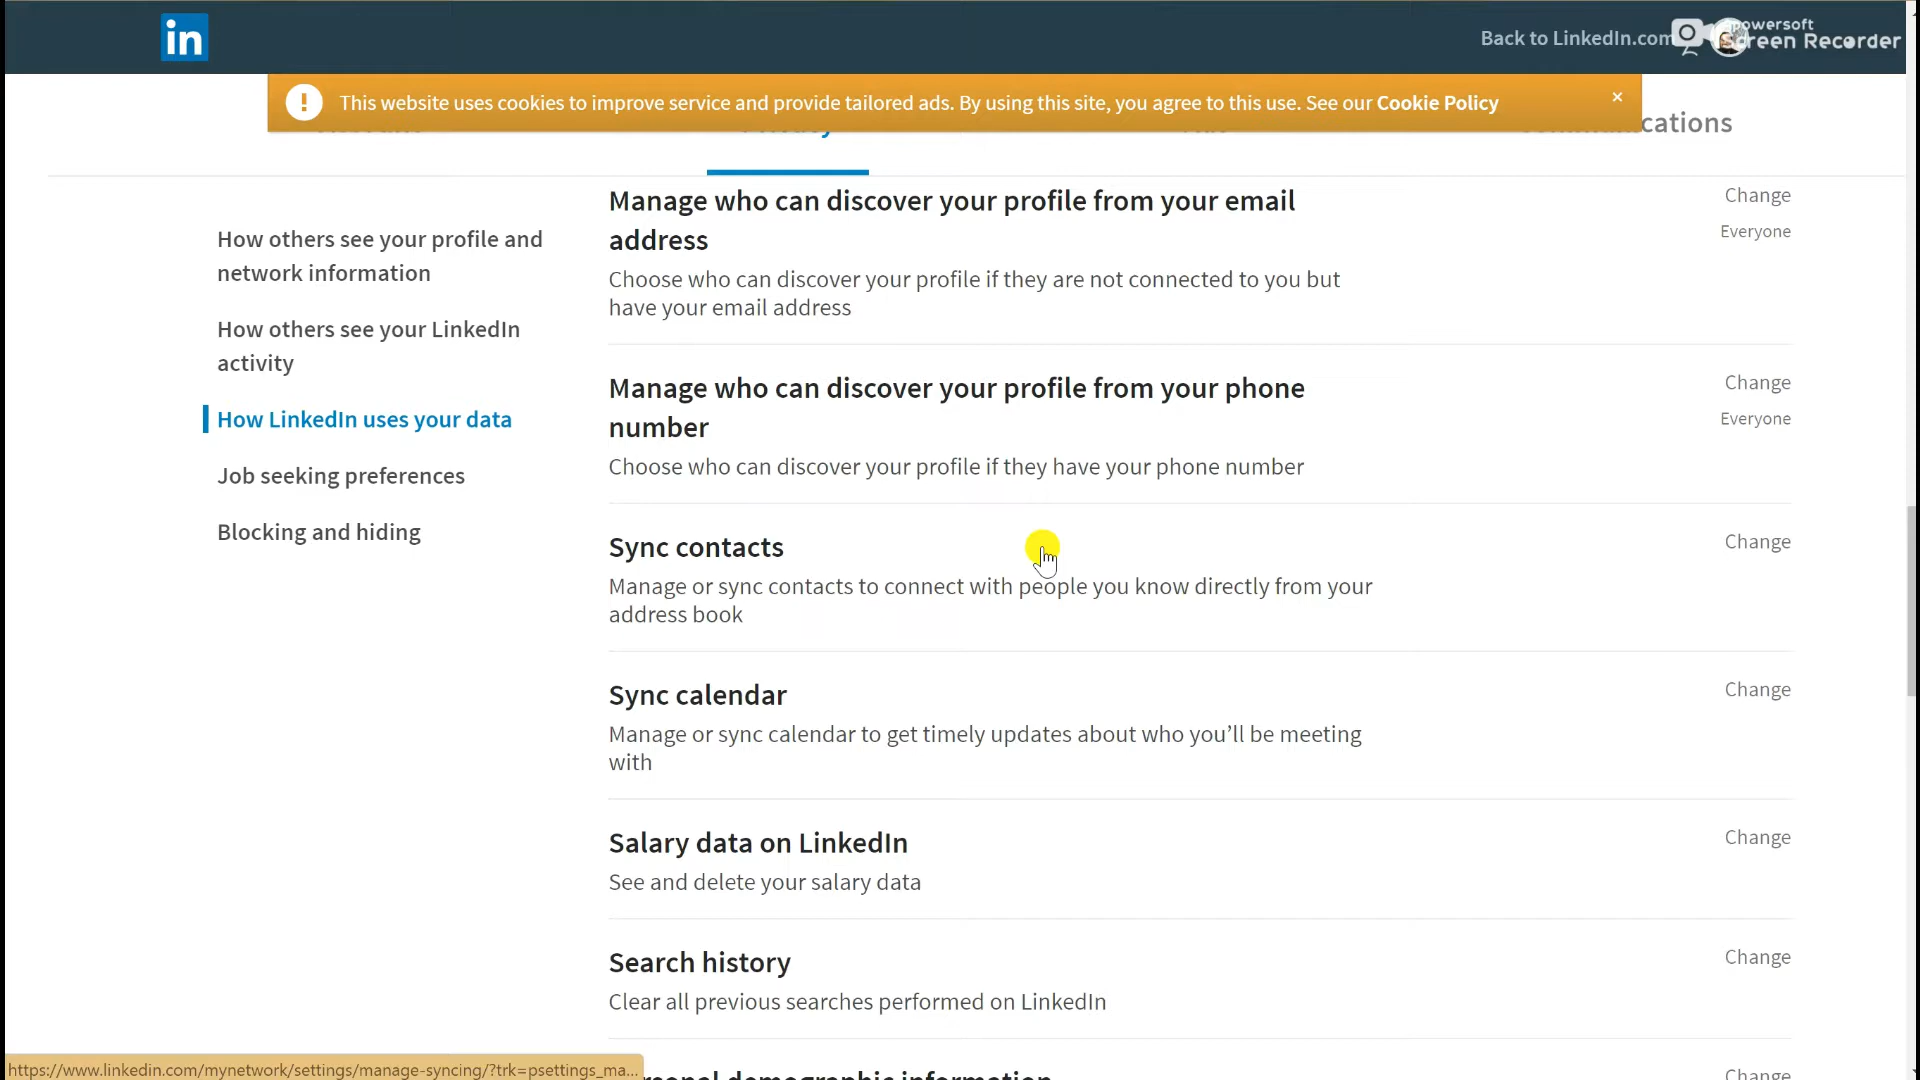 in
Back to LinkedIn.com
Screen Recorder
This website uses cookies to improve service and provide tailored ads. By using this site, you agree to this use. See our Cookie Policy
×
Privacy
Manage who can discover your profile from your email
address
Change
Everyone
Choose who can discover your profile if they are not connected to you but
have your email address
How others see your profile and
network information
How others see your LinkedIn
activity
How LinkedIn uses your data
Job seeking preferences
Blocking and hiding
Manage who can discover your profile from your phone
number
Change
Everyone
Choose who can discover your profile if they have your phone number
Sync contacts
Change
Manage or sync contacts to connect with people you know directly from your
address book
Sync calendar
Change
Manage or sync calendar to get timely updates about who you’ll be meeting
with
Salary data on LinkedIn
Change
See and delete your salary data
Search history
Change
Clear all previous searches performed on LinkedIn
demographic information
Change
https://www.linkedin.com/mynetwork/settings/manage-syncing/?trk=psettings_ma...